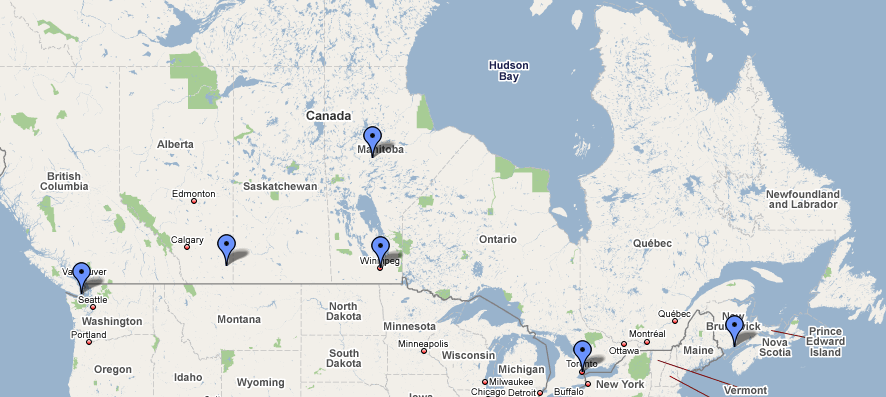 Hudson
Bay
Canada
Alberta
Manitoba
British
Columbia
Saskatchewan
Edmonton
Newfoundland
and Labrador
Calgary
Ontario
Québec
Winnipeg
Vancouver
Seattle
Washington
Montana
North
Dakota
Minnesota
Québec
New
Brunswick
Portland
Minneapolis
Wisconsin
Montréal
Ottawa
Maine
Nova
Scotia
Prince
Edward
Island
Oregon
Idaho
Wyoming
South
Dakota
Michigan
Toronto
Milwaukee
Chicago
Detroit
Buffalo
New York
Vermont
Iowa